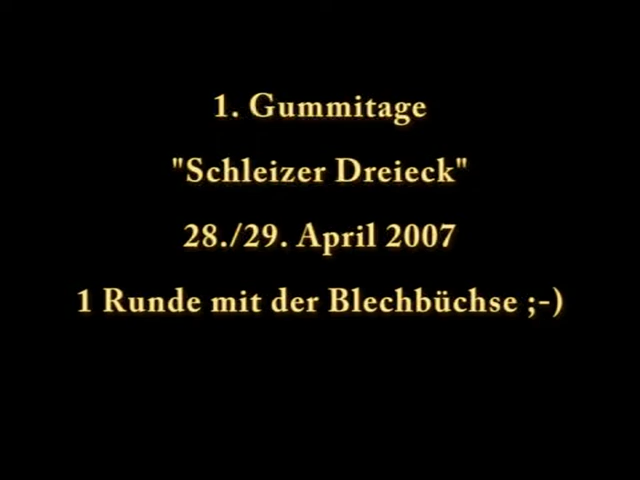 1. Gummitage
"Schleizer Dreieck"
28./29. April 2007
1 Runde mit der Blechbüchse ;-)